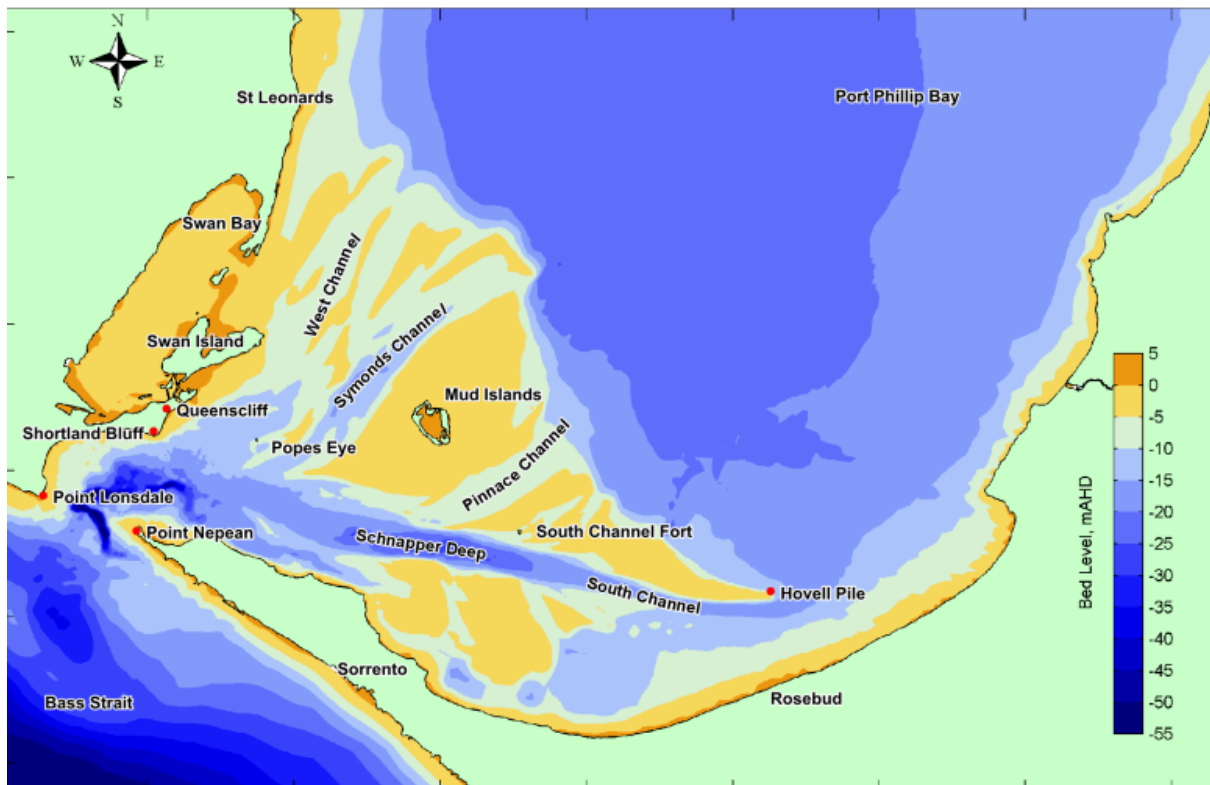 N
W E
S
St Leonards
Port Phillip Bay
Swan Bay
West Channel
Symonds Channel
Swan Island
Mud Islands
Queenscliff
Shortland Bluff
Popes Eye
Pinnace Channel
Point Lonsdale
Point Nepean
South Channel Fort
Schnapper Deep
South Channel
Hovell Pile
Sorrento
Rosebud
Bass Strait
Bed Level, mAHD
5
0
-5
-10
-15
-20
-25
-30
-35
-40
-45
-50
-55